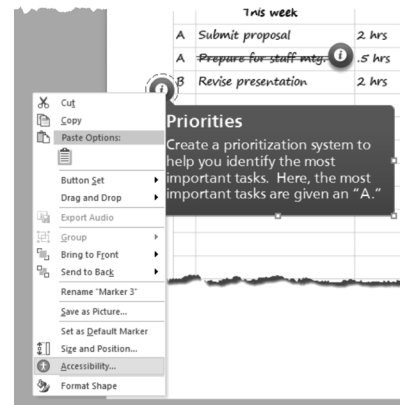 This week
A Submit proposal 2 hrs
A Prepare for staff mtg. .5 hrs
B Revise presentation 2 hrs
Priorities
Create a prioritization system to
help you identify the most
important tasks. Here, the most
important tasks are given an “A.”
Cut
Copy
Paste Options:
Button Set
Drag and Drop
Export Audio
Group
Bring to Front
Send to Back
Rename "Marker 3"
Save as Picture...
Set as Default Marker
Size and Position...
Accessibility...
Format Shape